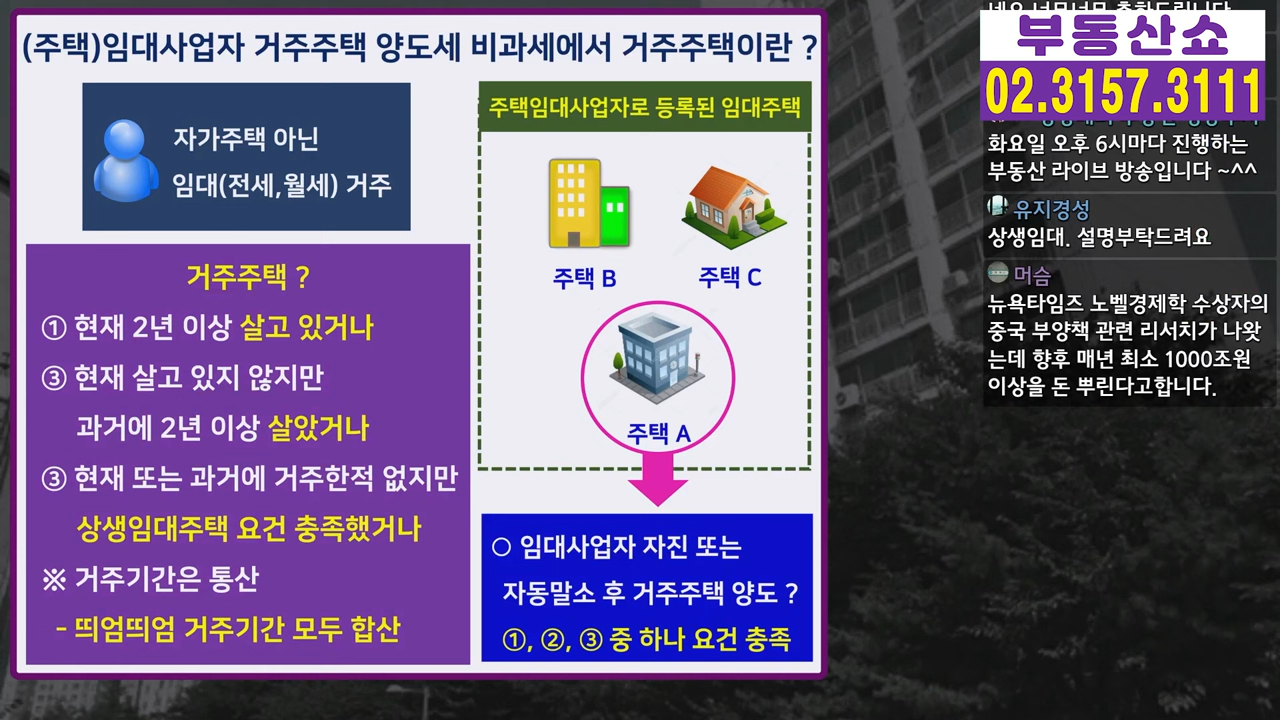 (주택)임대사업자 거주주택 양도세 비과세에서 거주주택이란 ?
자가주택 아닌
임대(전세,월세) 거주
거주주택 ?
① 현재 2년 이상 살고 있거나
③ 현재 살고 있지 않지만
과거에 2년 이상 살았거나
③ 현재 또는 과거에 거주한적 없지만
상생임대주택 요건 충족했거나
※ 거주기간은 통산
- 띄엄띄엄 거주기간 모두 합산
주택임대사업자로 등록된 임대주택
주택 B
주택 C
주택 A
○ 임대사업자 자진 또는
자동말소 후 거주주택 양도 ?
①, ②, ③ 중 하나 요건 충족
부동산쇼
02.3157.3111
화요일 오후 6시마다 진행하는
부동산 라이브 방송입니다 ~^^
유지경성
상생임대. 설명부탁드려요
머슴
뉴욕타임즈 노벨경제학 수상자의
중국 부양책 관련 리서치가 나왓
는데 향후 매년 최소 1000조원
이상을 돈 뿌린다고합니다.